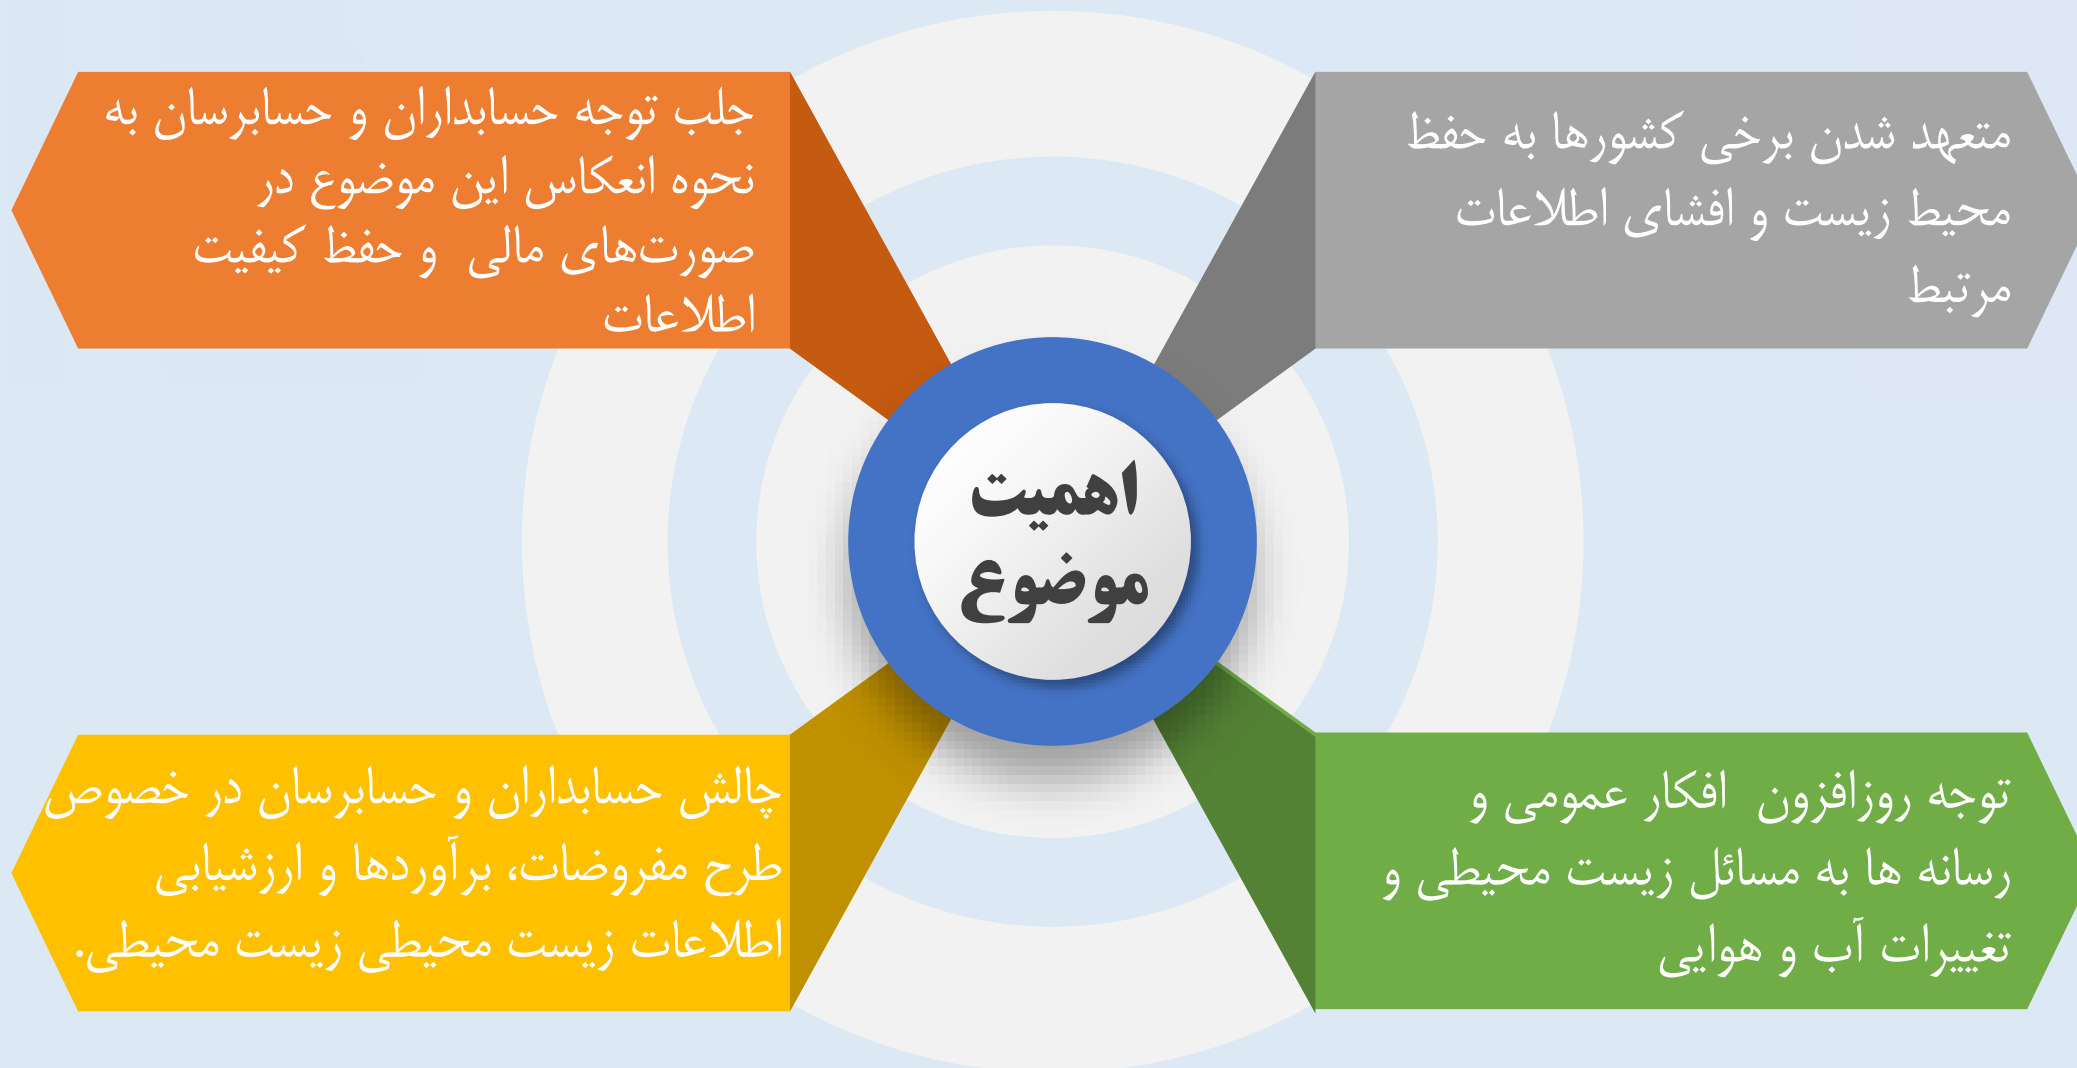 متعهد شدن برخی کشورها به حفظ
محیط زیست و افشای اطلاعات
مرتبط
جلب توجه حسابداران و حسابرسان به
نحوه انعکاس این موضوع در
صورت‌های مالی و حفظ کیفیت
اطلاعات
اهمیت
موضوع
توجه روزافزون افکار عمومی و
رسانه ها به مسائل زیست محیطی و
تغییرات آب و هوایی
چالش حسابداران و حسابرسان در خصوص
طرح مفروضات، برآوردها و ارزشیابی
اطلاعات زیست محیطی زیست محیطی.